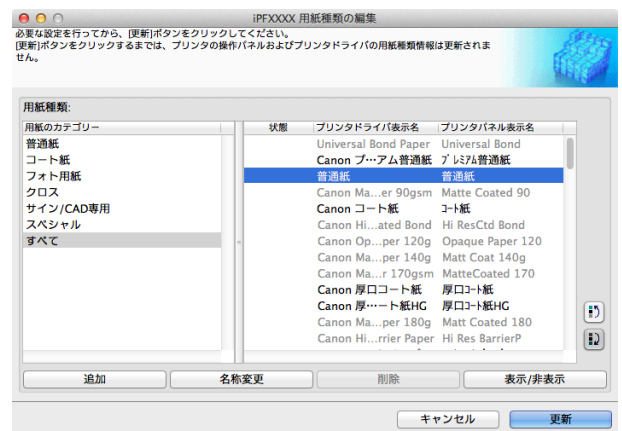 iPFXXXX 用紙種類の編集
必要な設定を行ってから、[更新]ボタンをクリックしてください。
[更新]ボタンをクリックするまでは、プリンタの操作パネルおよびプリンタドライバの用紙種類情報は更新されま
せん。
用紙種類:
用紙のカテゴリー 状態 プリンタドライバ表示名 プリンタパネル表示名
普通紙
コート紙
フォト用紙
クロス
サイン/CAD専用
スペシャル
すべて
Universal Bond Paper Universal Bond
Canon プ…アム普通紙 プレミアム普通紙
普通紙 普通紙
Canon Ma...er 90gsm Matte Coated 90
Canon コート紙 コート紙
Canon Hi...ated Bond Hi ResCtd Bond
Canon Op...per 120g Opaque Paper 120
Canon Ma...per 140g Matt Coat 140g
Canon Ma...r 170gsm MatteCoated 170
Canon 厚口コート紙 厚口コート紙
Canon 厚…ート紙HG 厚口コート紙HG
Canon Ma...per 180g Matt Coated 180
Canon Hi...rrier Paper Hi Res BarrierP
追加 名称変更 削除 表示/非表示
キャンセル 更新